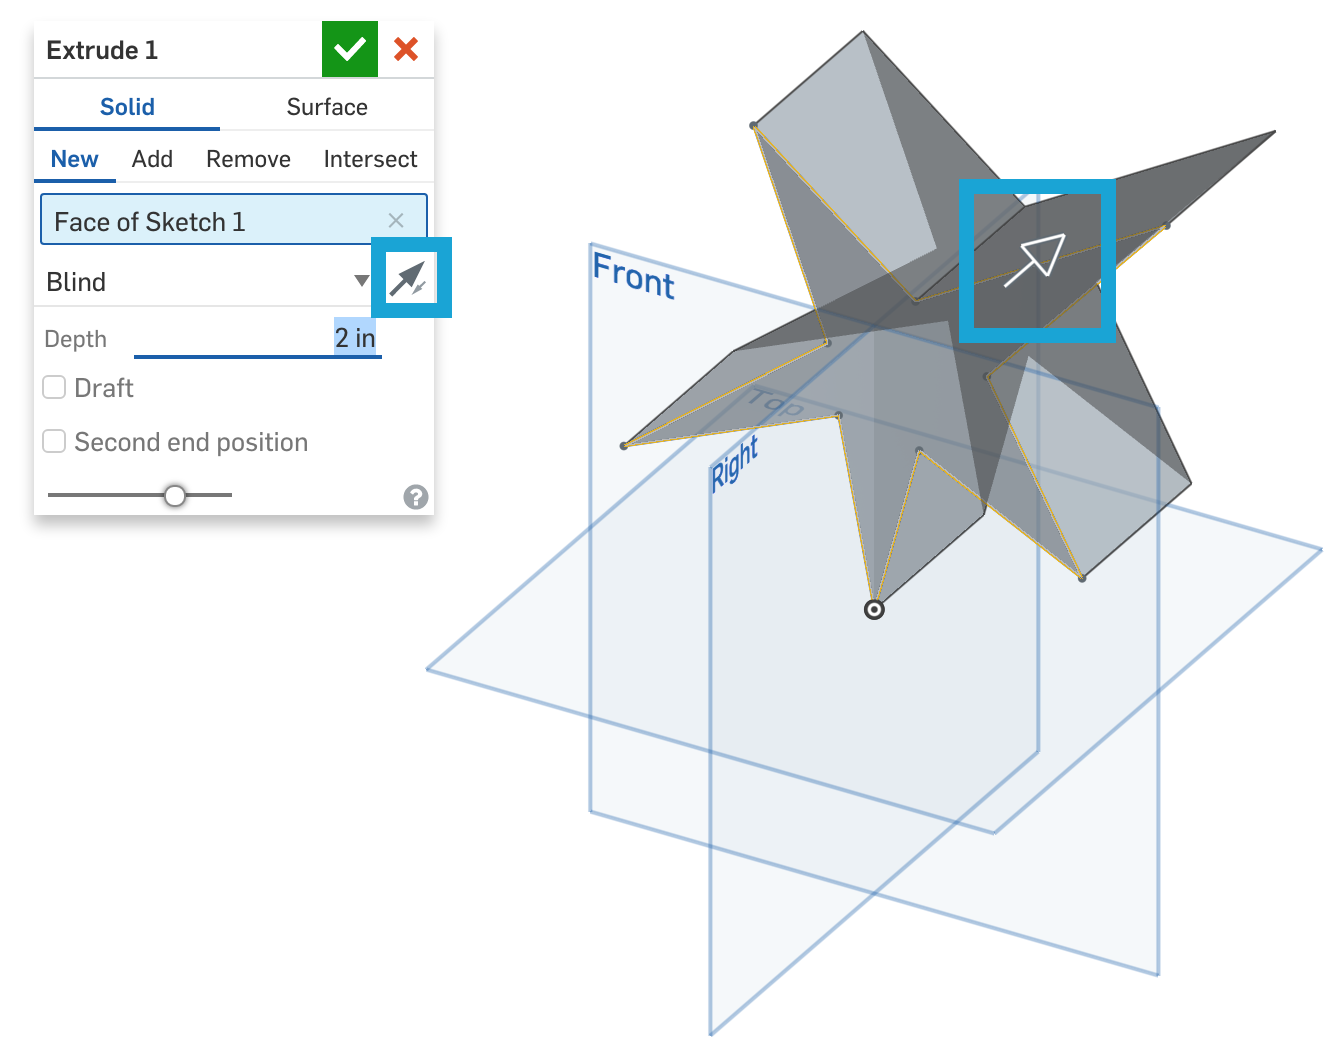 Extrude 1
Solid Surface
New Add Remove Intersect
Face of Sketch 1
Blind
Depth 2 in
Draft
Second end position
?
Front
Top
Right